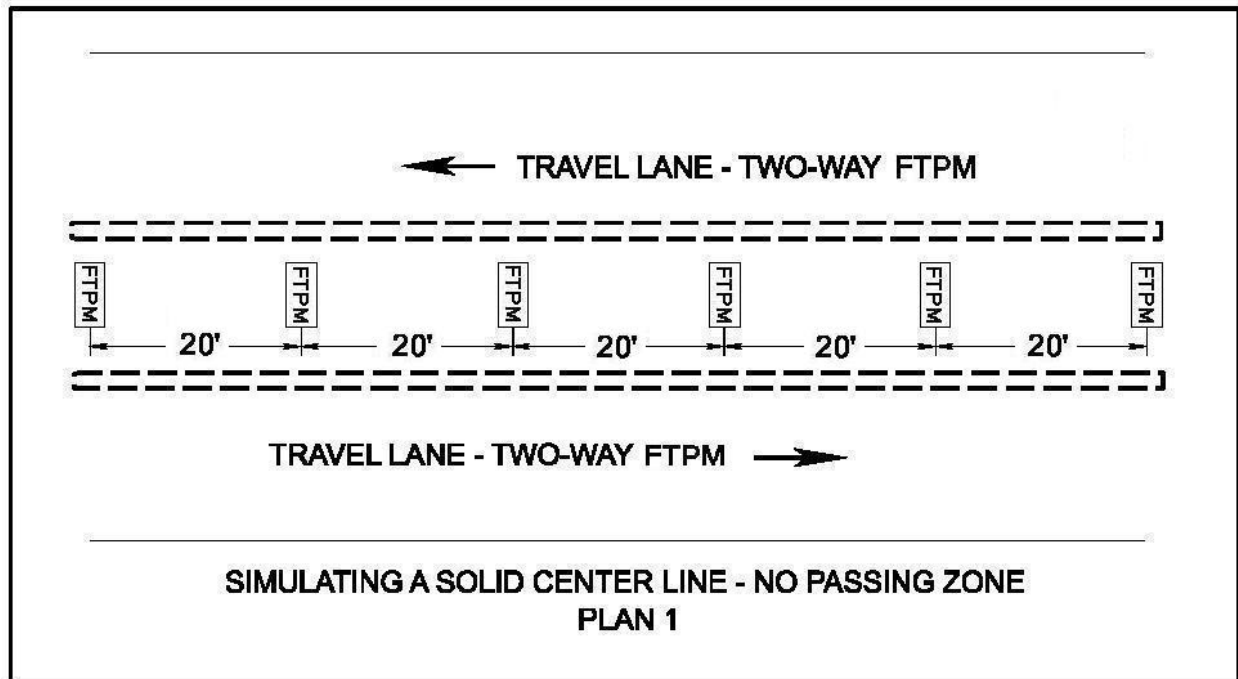 TRAVEL LANE - TWO-WAY FTPM
FTPM FTPM FTPM FTPM FTPM FTPM
20' 20' 20' 20' 20'
TRAVEL LANE - TWO-WAY FTPM
SIMULATING A SOLID CENTER LINE - NO PASSING ZONE
PLAN 1